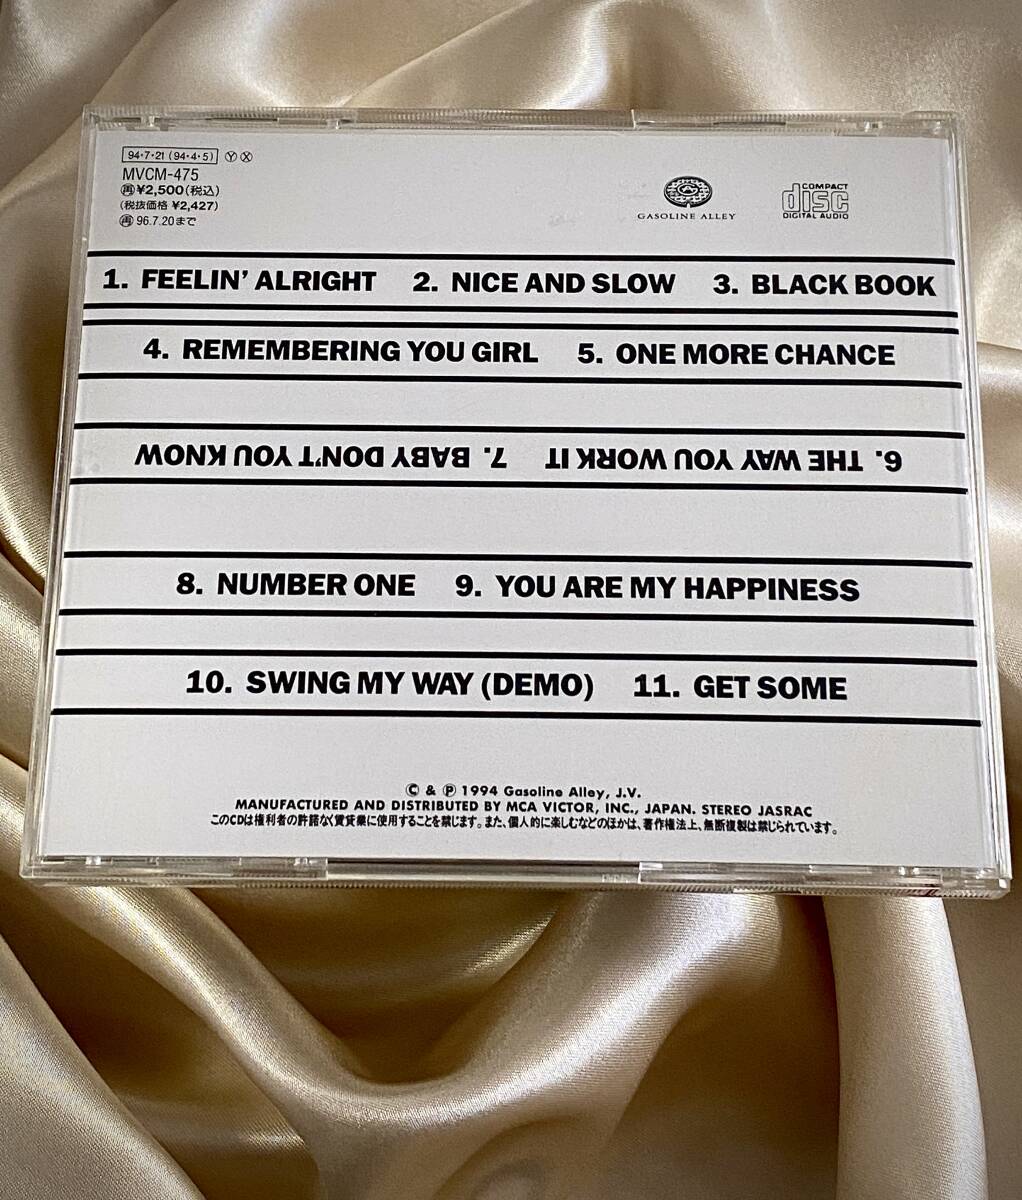 94・7・21 (94・4・5) Ⓨ Ⓧ
MVCM-475
㊞¥2,500(税込)
(税抜価格 ¥2,427)
96.7.20まで
GASOLINE ALLEY
COMPACT
disc
DIGITAL AUDIO
1. FEELIN' ALRIGHT 2. NICE AND SLOW 3. BLACK BOOK
4. REMEMBERING YOU GIRL 5. ONE MORE CHANCE
6. THE WAY YOU WORK IT 7. BABY DON'T YOU KNOW
8. NUMBER ONE 9. YOU ARE MY HAPPINESS
10. SWING MY WAY (DEMO) 11. GET SOME
© & ℗ 1994 Gasoline Alley, J.V.
MANUFACTURED AND DISTRIBUTED BY MCA VICTOR, INC., JAPAN. STEREO JASRAC
このCDは権利者の許諾なく賃貸業に使用することを禁じます。また、個人的に楽しむなどのほかは、著作権法上、無断複製は禁じられています。